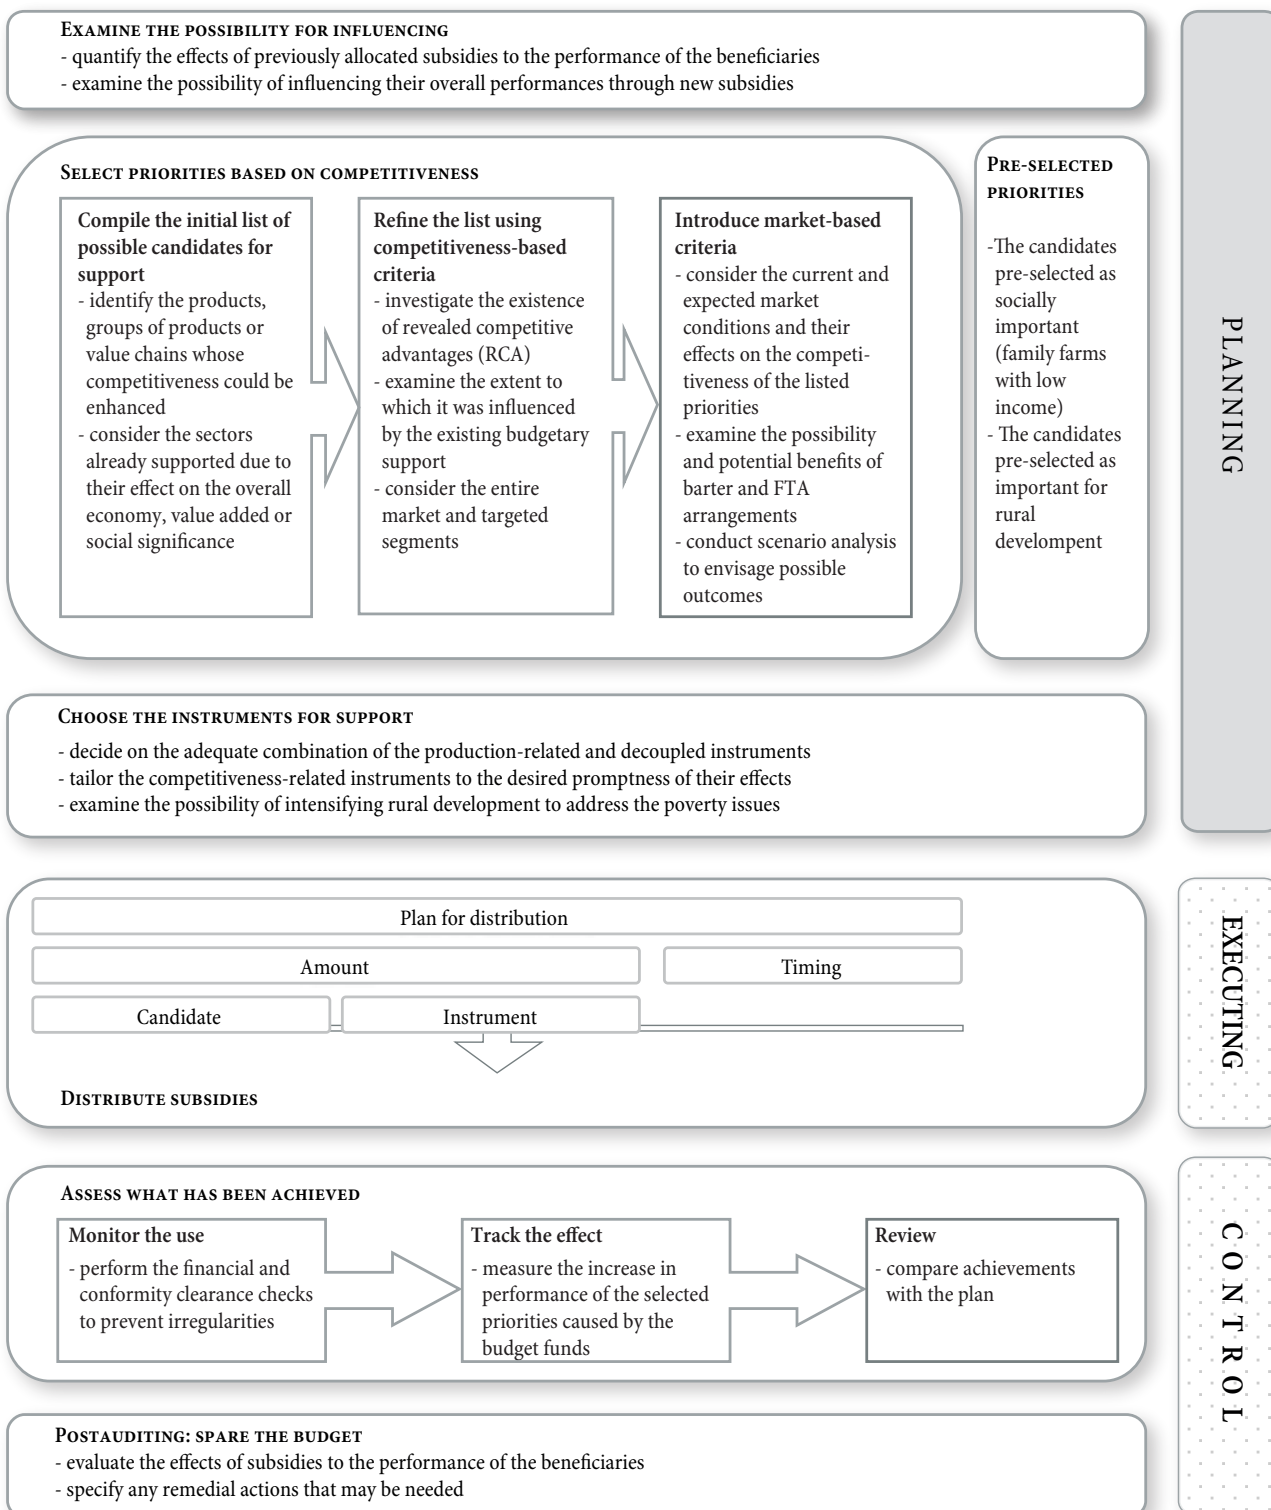 EXAMINE THE POSSIBILITY FOR INFLUENCING
- quantify the effects of previously allocated subsidies to the performance of the beneficiaries
- examine the possibility of influencing their overall performances through new subsidies
SELECT PRIORITIES BASED ON COMPETITIVENESS
Compile the initial list of
possible candidates for
support
- identify the products,
groups of products or
value chains whose
competitiveness could be
enhanced
- consider the sectors
already supported due to
their effect on the overall
economy, value added or
social significance
Refine the list using
competitiveness-based
criteria
- investigate the existence
of revealed competitive
advantages (RCA)
- examine the extent to
which it was influenced
by the existing budgetary
support
- consider the entire
market and targeted
segments
Introduce market-based
criteria
- consider the current and
expected market
conditions and their
effects on the competi-
tiveness of the listed
priorities
- examine the possibility
and potential benefits of
barter and FTA
arrangements
- conduct scenario analysis
to envisage possible
outcomes
PRE-SELECTED
PRIORITIES
-The candidates
pre-selected as
socially
important
(family farms
with low
income)
- The candidates
pre-selected as
important for
rural
develompent
PLANNING
CHOOSE THE INSTRUMENTS FOR SUPPORT
- decide on the adequate combination of the production-related and decoupled instruments
- tailor the competitiveness-related instruments to the desired promptness of their effects
- examine the possibility of intensifying rural development to address the poverty issues
Plan for distribution
Amount
Timing
Candidate
Instrument
DISTRIBUTE SUBSIDIES
EXECUTING
ASSESS WHAT HAS BEEN ACHIEVED
Monitor the use
- perform the financial and
conformity clearance checks
to prevent irregularities
Track the effect
- measure the increase in
performance of the selected
priorities caused by the
budget funds
Review
- compare achievements
with the plan
CONTROL
POSTAUDITING: SPARE THE BUDGET
- evaluate the effects of subsidies to the performance of the beneficiaries
- specify any remedial actions that may be needed